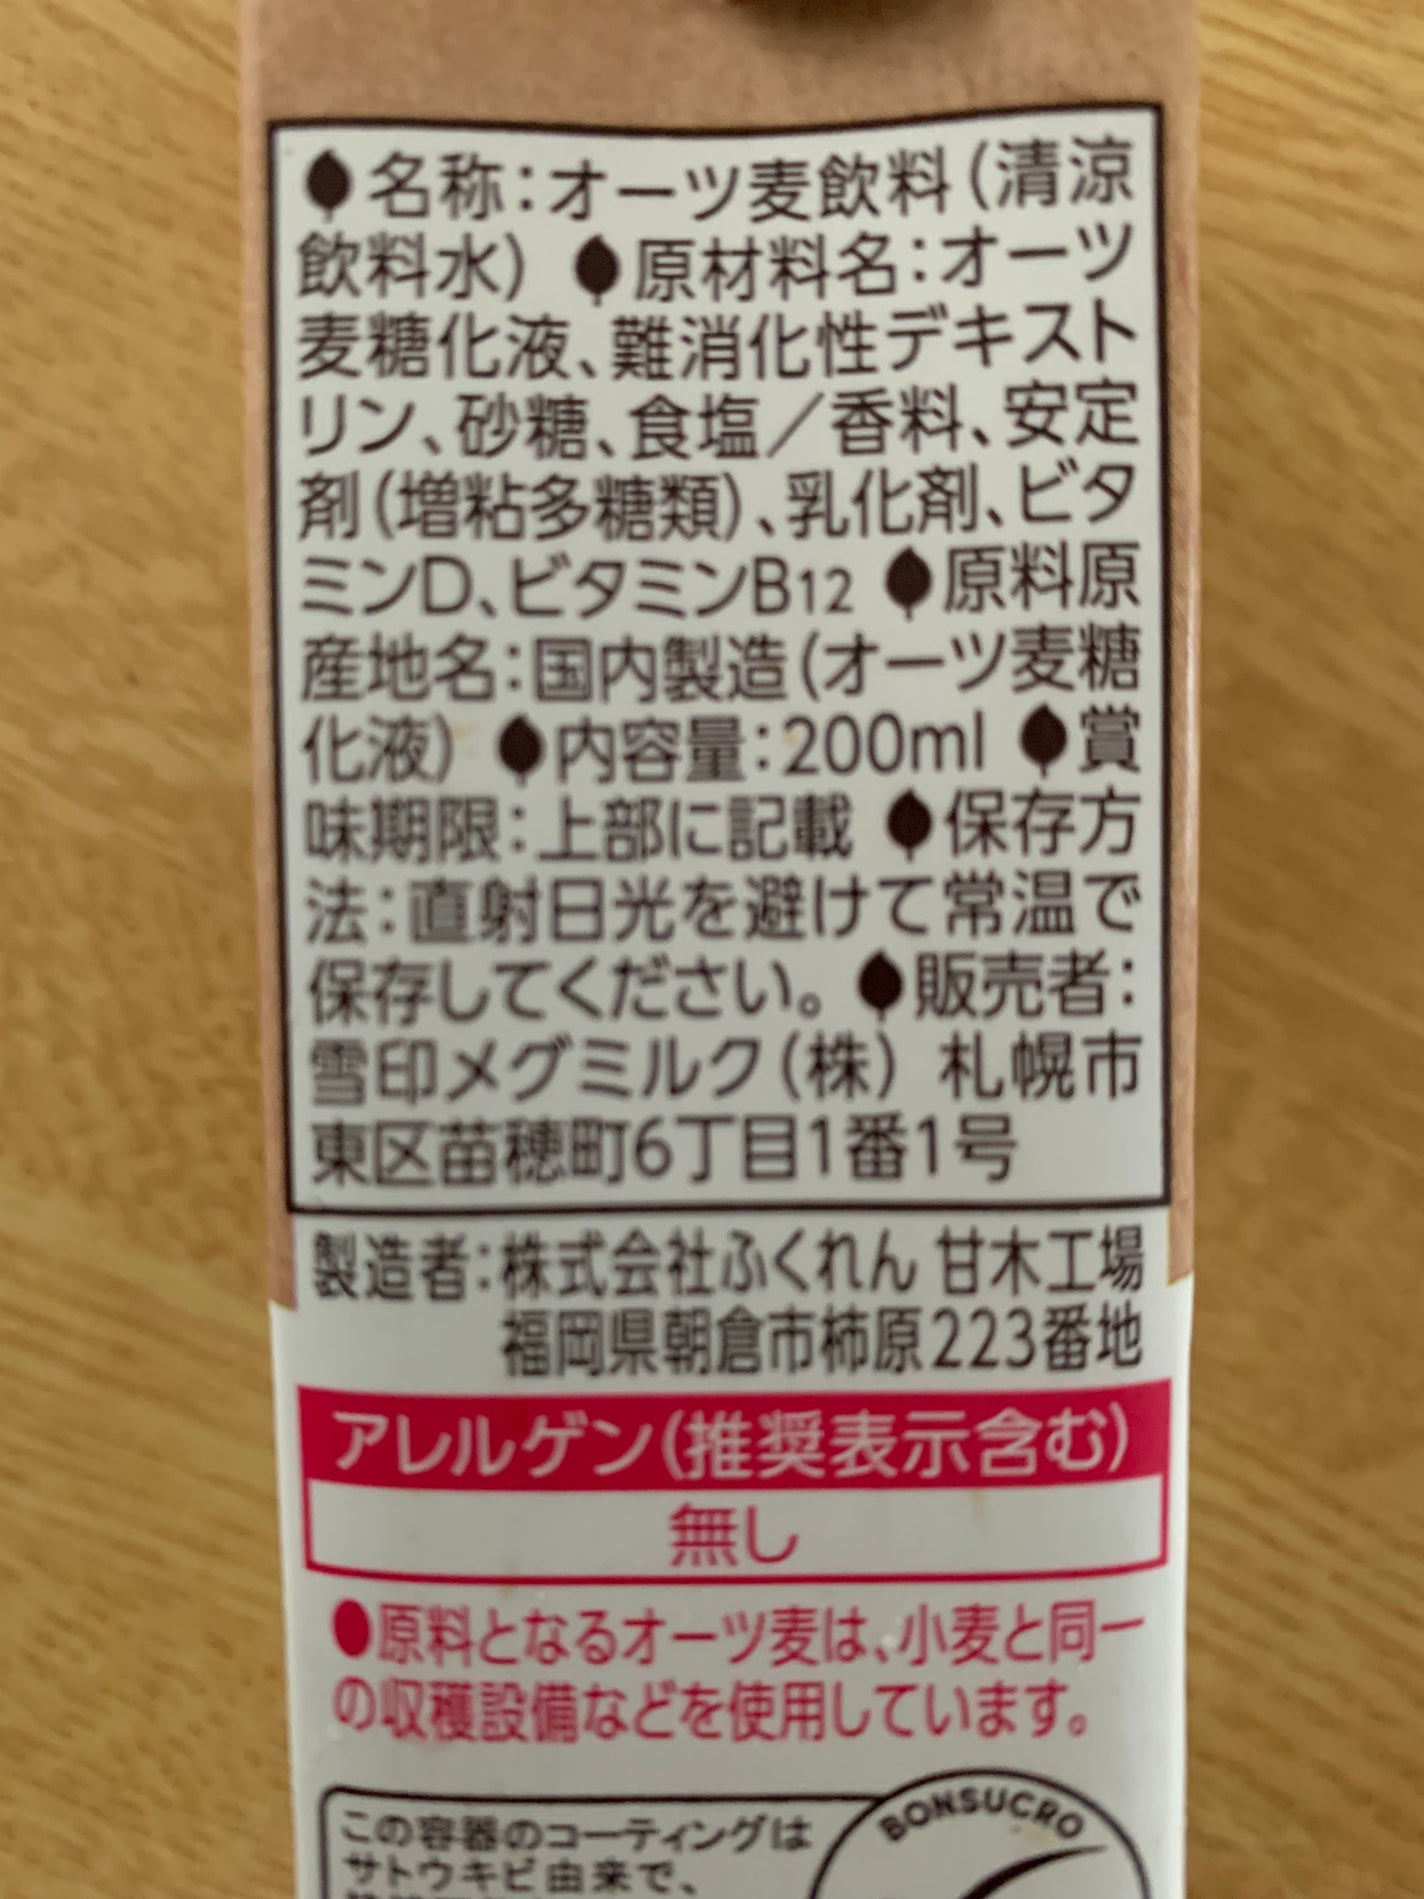 名称：オーツ麦飲料（清涼
飲料水） 原材料名：オーツ
麦糖化液、難消化性デキスト
リン、砂糖、食塩／香料、安定
剤（増粘多糖類）、乳化剤、ビタ
ミンD、ビタミンB12 原料原
産地名：国内製造（オーツ麦糖
化液） 内容量：200ml 賞
味期限：上部に記載 保存方
法：直射日光を避けて常温で
保存してください。 販売者：
雪印メグミルク（株） 札幌市
東区苗穂町6丁目1番1号
製造者：株式会社ふくれん 甘木工場
福岡県朝倉市柿原223番地
アレルゲン（推奨表示含む）
無し
●原料となるオーツ麦は、小麦と同一
の収穫設備などを使用しています。
この容器のコーティングは
サトウキビ由来で、
BONSUCRO